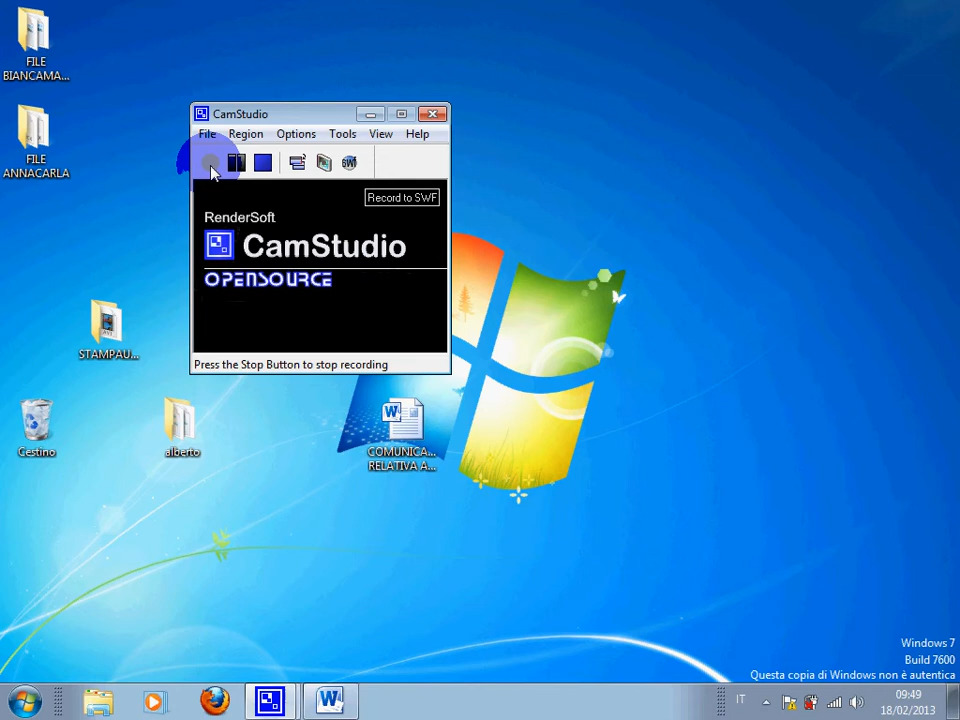 FILE
BIANCAMA...
FILE
ANNACARLA
STAMPAU...
Cestino
alberto
COMUNICA...
RELATIVA A...
CamStudio
File Region Options Tools View Help
Record to SWF
RenderSoft
CamStudio
OPENSOURCE
Press the Stop Button to stop recording
Windows 7
Build 7600
Questa copia di Windows non è autentica
IT
09:49
18/02/2013